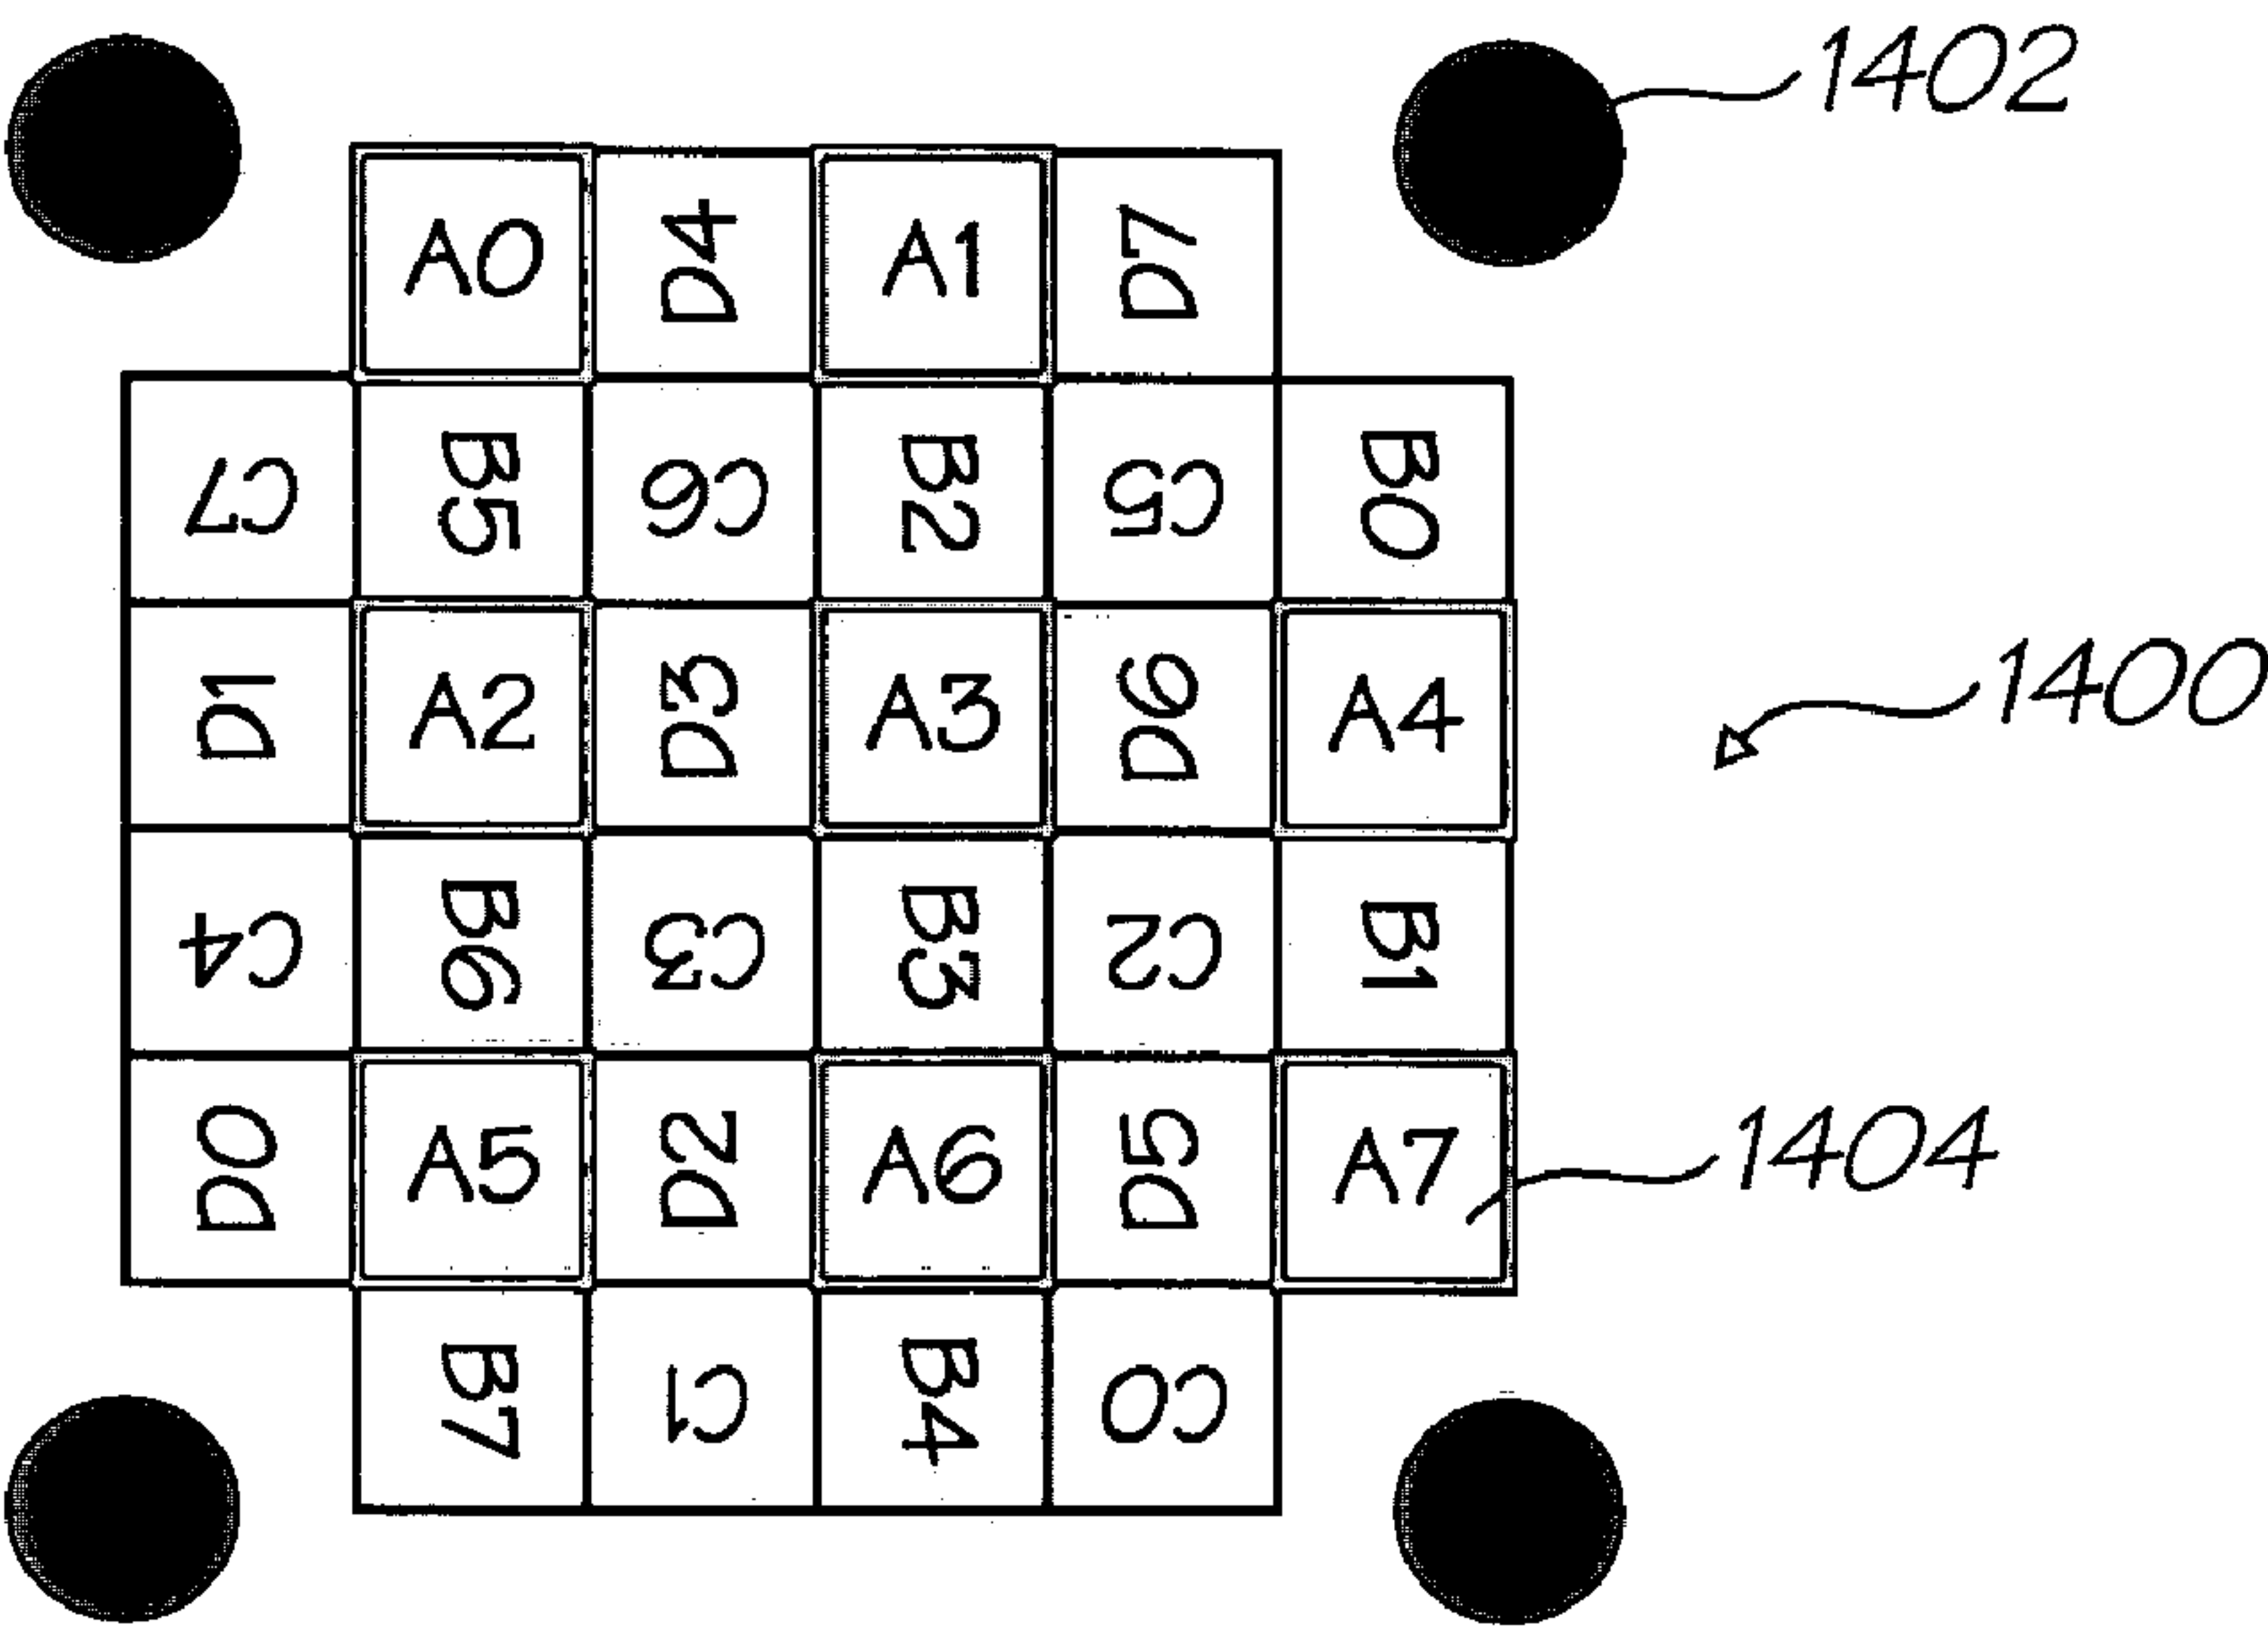 1402
A0 D4 A1 D7
C7 B5 C6 B2 C5 B0
D1 A2 D3 A3 D6 A4
1400
C4 B6 C3 B3 C2 B1
D0 A5 D2 A6 D5 A7
1404
B7 C1 B4 C0